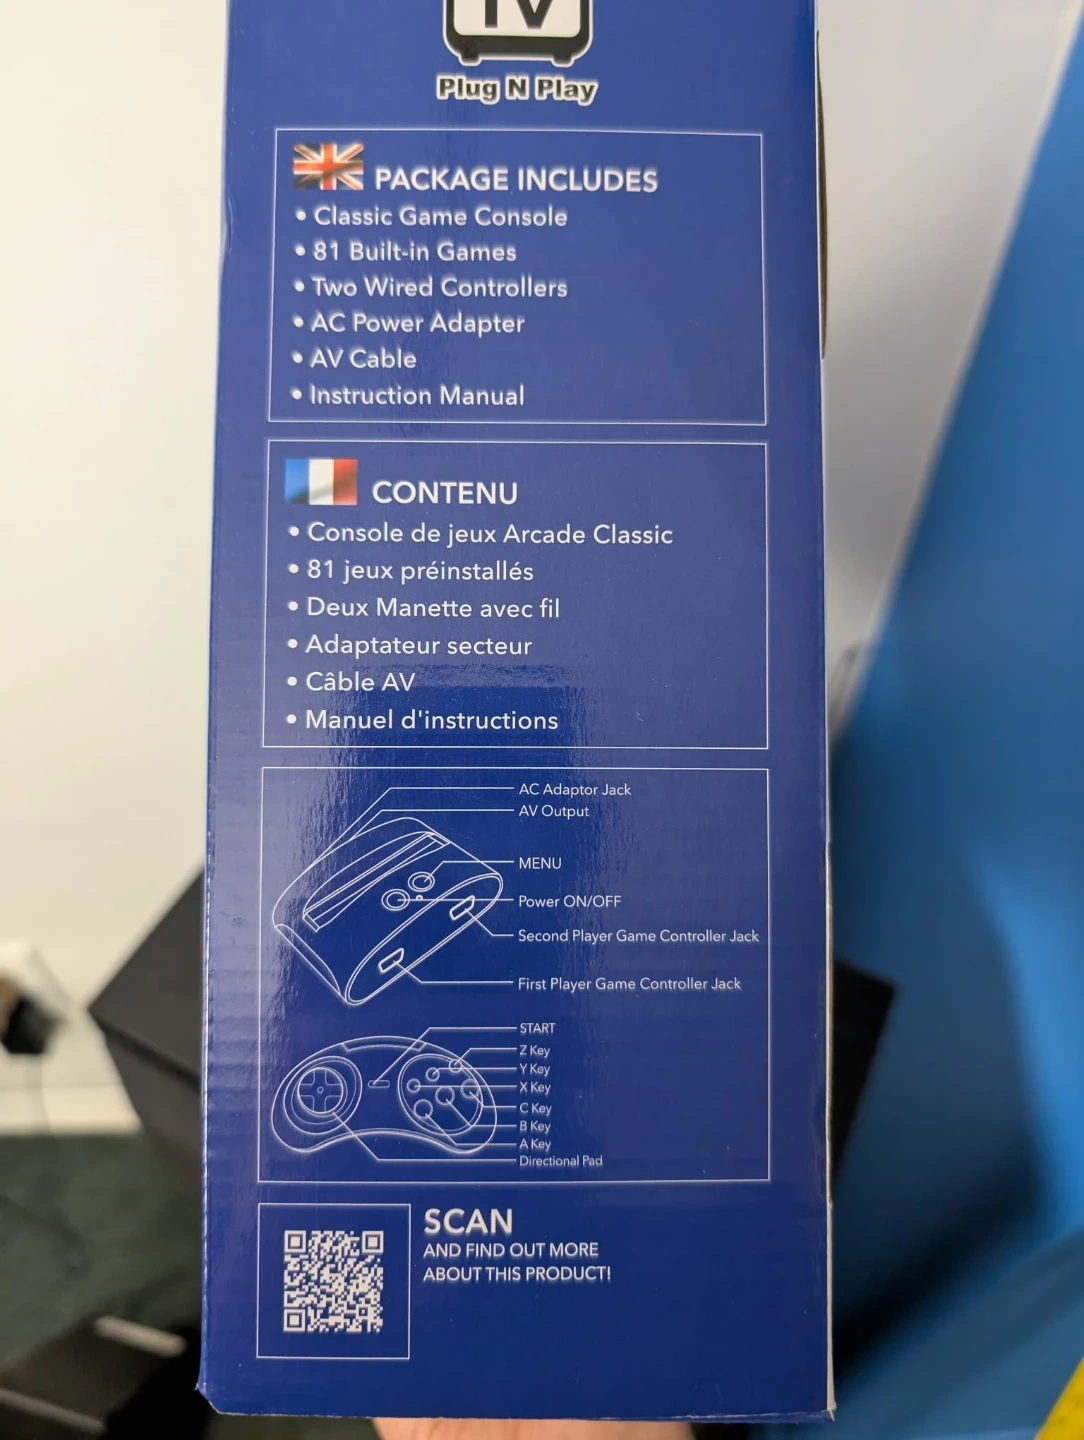 TV
Plug N Play
PACKAGE INCLUDES
• Classic Game Console
• 81 Built-in Games
• Two Wired Controllers
• AC Power Adapter
• AV Cable
• Instruction Manual
CONTENU
• Console de jeux Arcade Classic
• 81 jeux préinstallés
• Deux Manette avec fil
• Adaptateur secteur
• Câble AV
• Manuel d'instructions
AC Adaptor Jack
AV Output
MENU
Power ON/OFF
Second Player Game Controller Jack
First Player Game Controller Jack
START
Z Key
Y Key
X Key
C Key
B Key
A Key
Directional Pad
SCAN
AND FIND OUT MORE
ABOUT THIS PRODUCT!